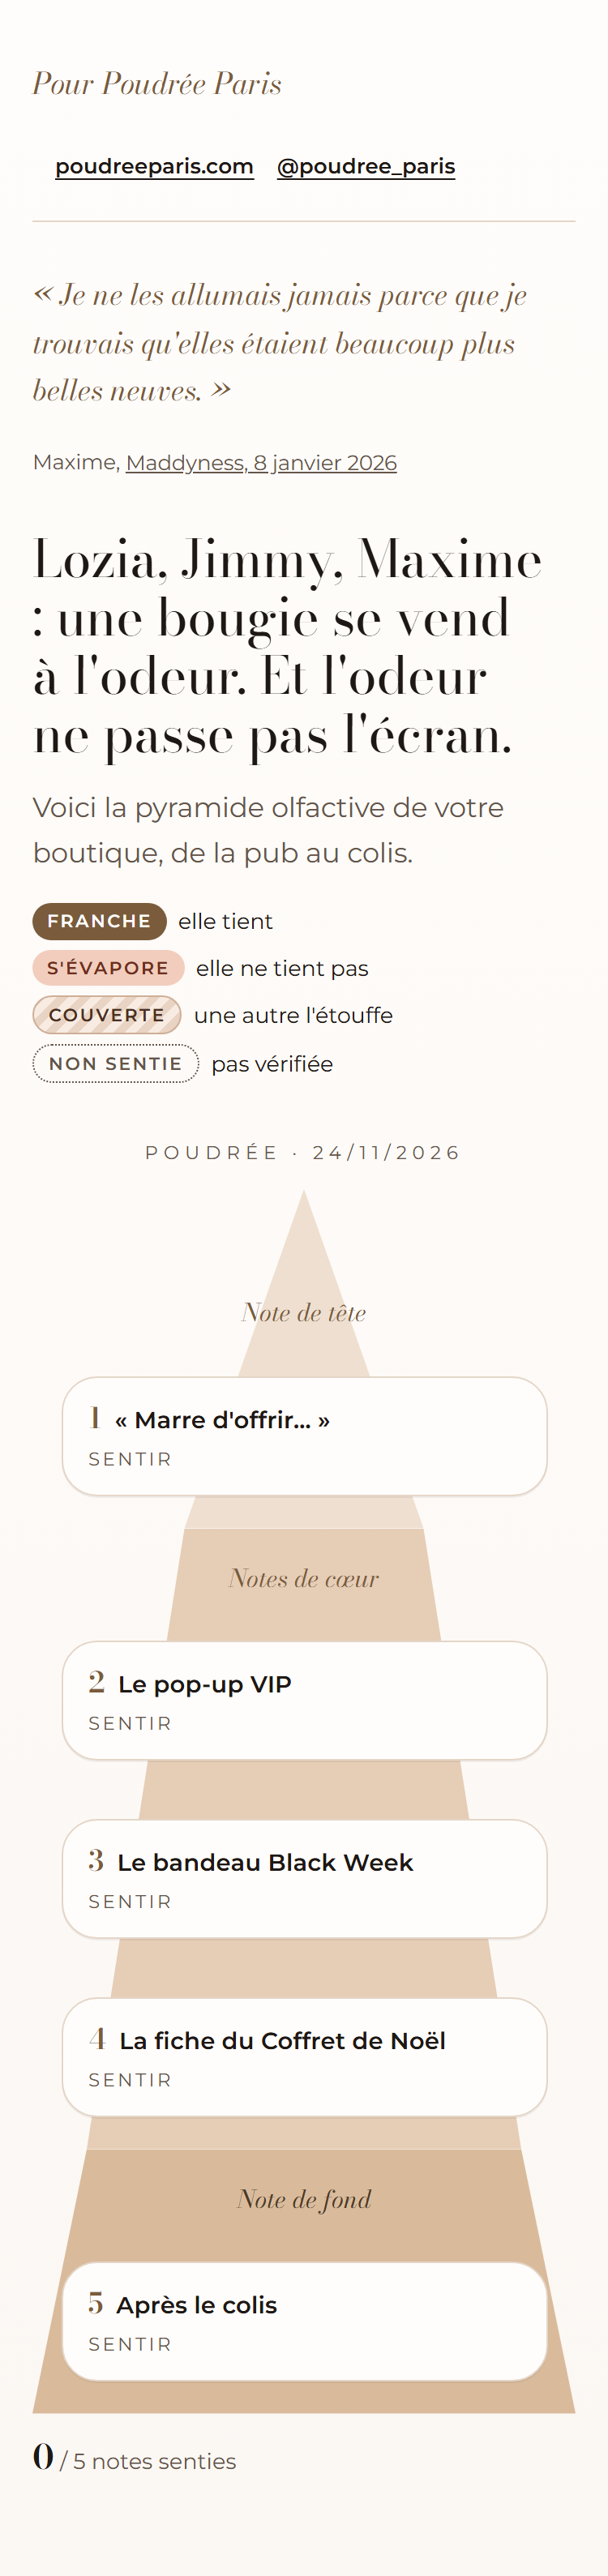 Pour Poudrée Paris
poudreeparis.com @poudree_paris
« Je ne les allumais jamais parce que je
trouvais qu'elles étaient beaucoup plus
belles neuves. »
Maxime, Maddyness, 8 janvier 2026
Lozia, Jimmy, Maxime
: une bougie se vend
à l'odeur. Et l'odeur
ne passe pas l'écran.
Voici la pyramide olfactive de votre
boutique, de la pub au colis.
FRANCHE elle tient
S'ÉVAPORE elle ne tient pas
COUVERTE une autre l'étouffe
NON SENTIE pas vérifiée
POUDRÉE · 24/11/2026
Note de tête
1 « Marre d'offrir... »
SENTIR
Notes de cœur
2 Le pop-up VIP
SENTIR
3 Le bandeau Black Week
SENTIR
4 La fiche du Coffret de Noël
SENTIR
Note de fond
5 Après le colis
SENTIR
0 / 5 notes senties